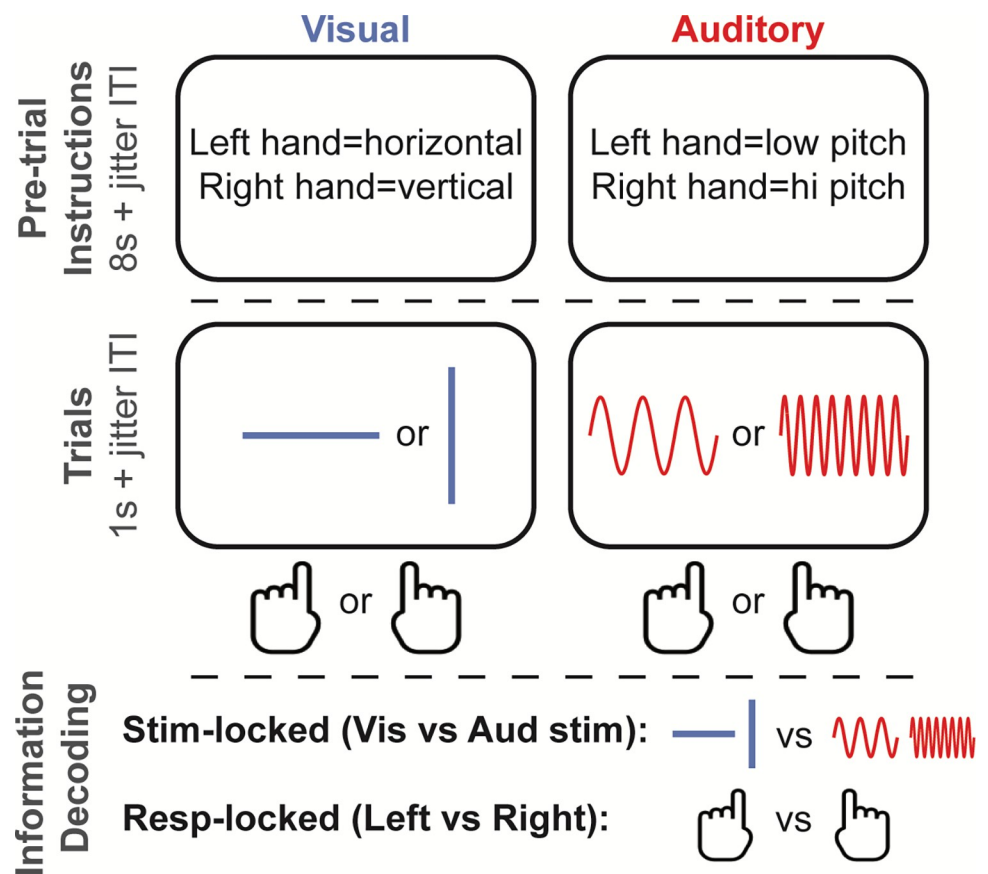 Visual
Auditory
Pre-trial
Instructions
8s + jitter ITI
Left hand=horizontal
Right hand=vertical
Left hand=low pitch
Right hand=hi pitch
Trials
1s + jitter ITI
or
or
or
or
Information
Decoding
Stim-locked (Vis vs Aud stim):
vs
Resp-locked (Left vs Right):
vs